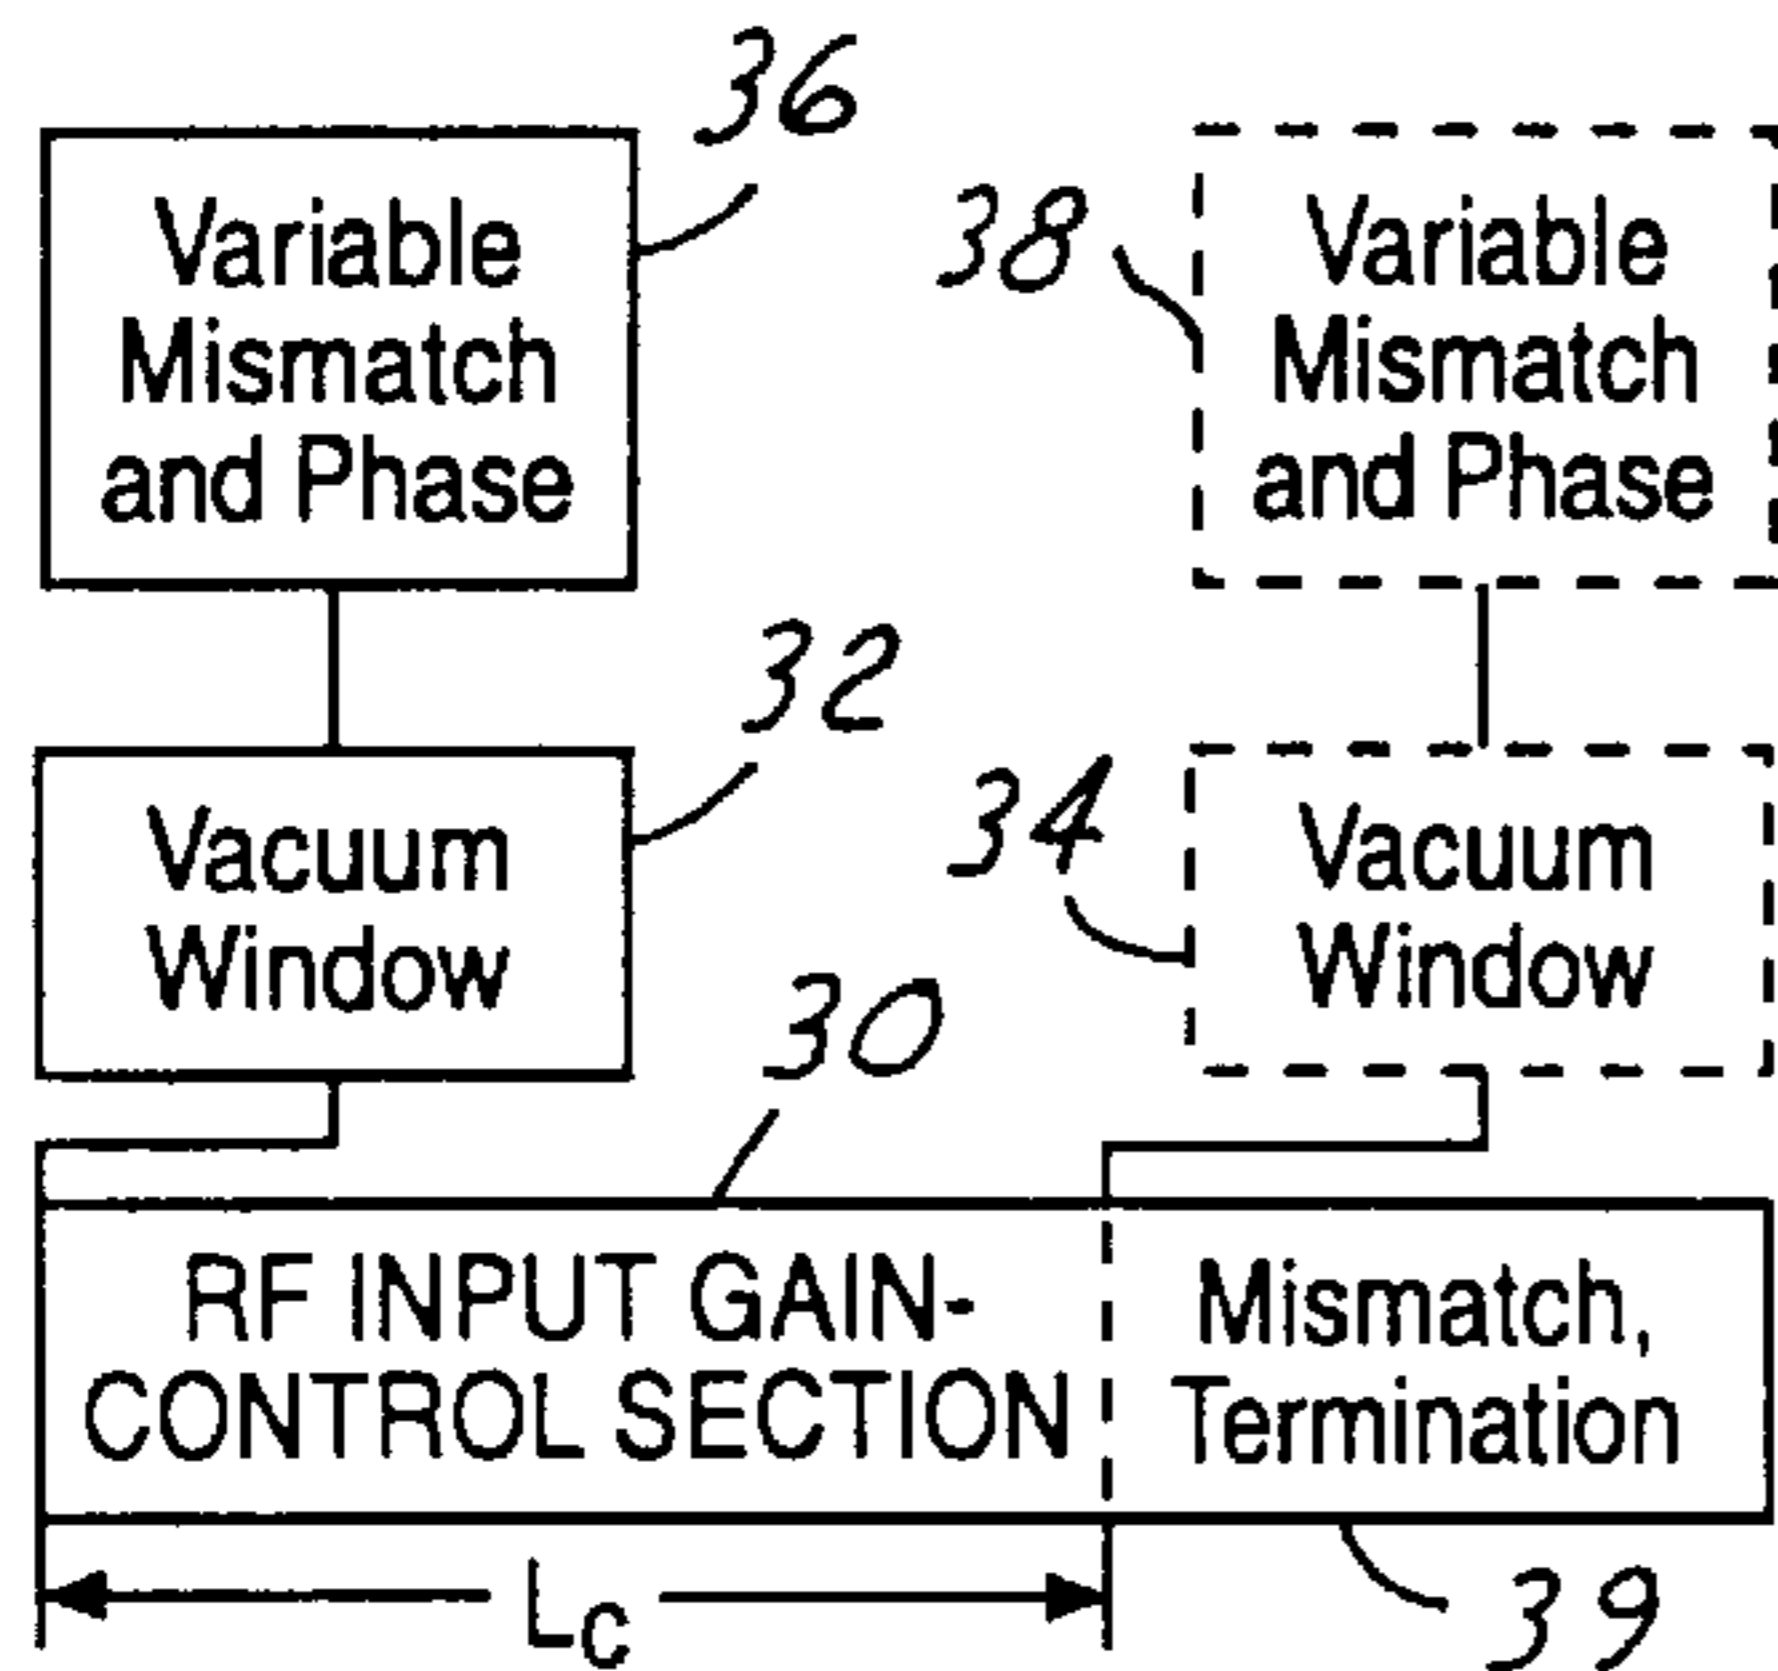 36
Variable
Mismatch
and Phase
38
Variable
Mismatch
and Phase
32
Vacuum
Window
34
Vacuum
Window
30
RF INPUT GAIN-
CONTROL SECTION
Mismatch,
Termination
Lc
39